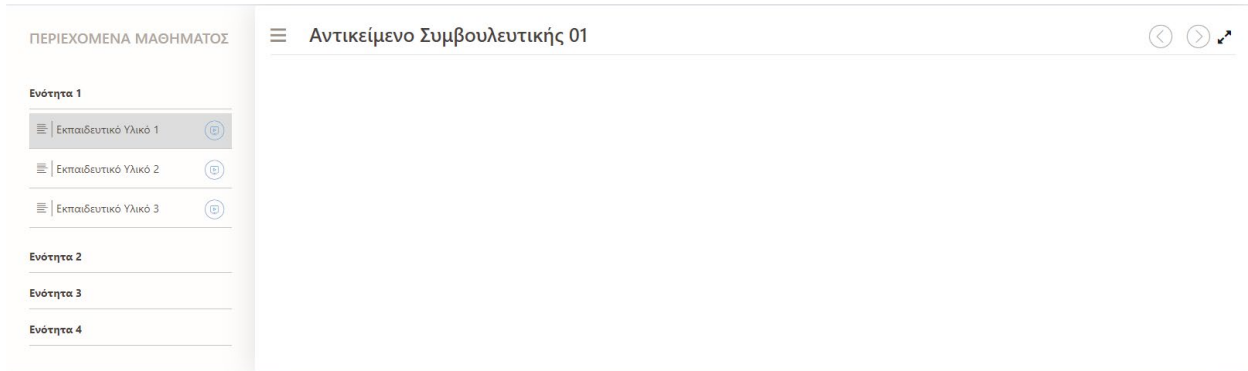 ΠΕΡΙΕΧΟΜΕΝΑ ΜΑΘΗΜΑΤΟΣ
Ενότητα 1
Εκπαιδευτικό Υλικό 1
Εκπαιδευτικό Υλικό 2
Εκπαιδευτικό Υλικό 3
Ενότητα 2
Ενότητα 3
Ενότητα 4
Αντικείμενο Συμβουλευτικής 01